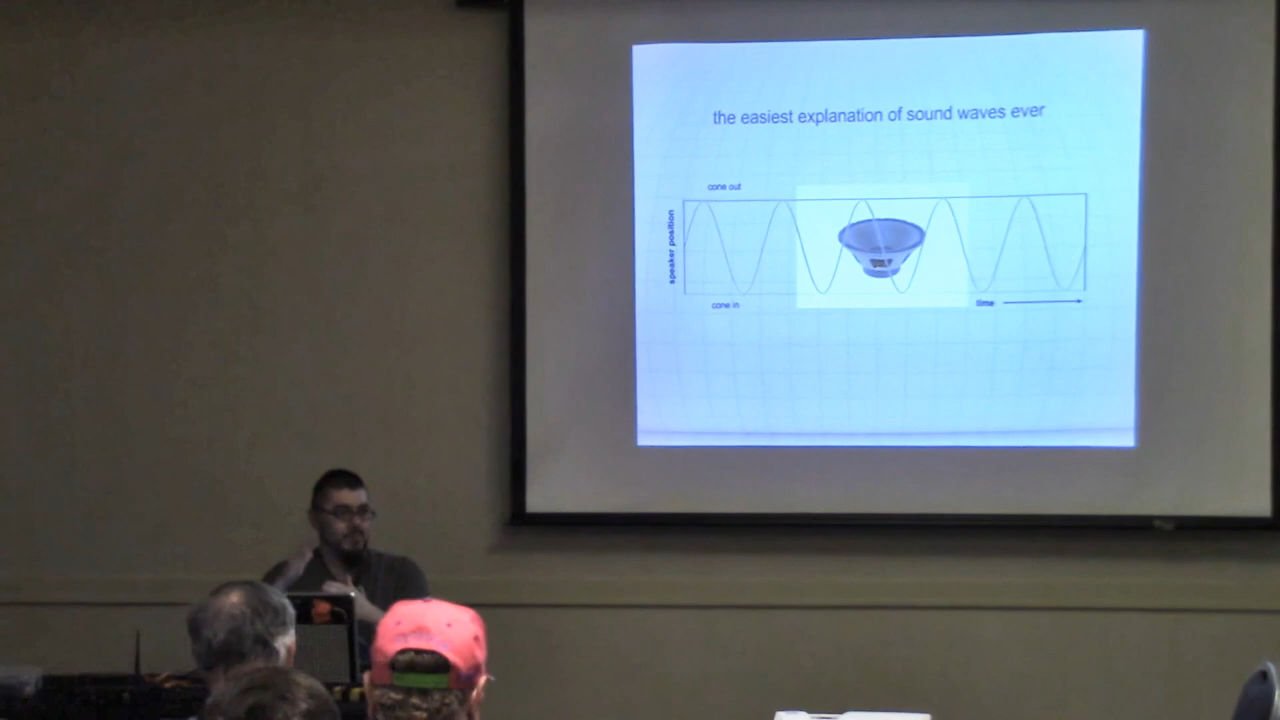 the easiest explanation of sound waves ever
cone out
speaker position
cone in
time